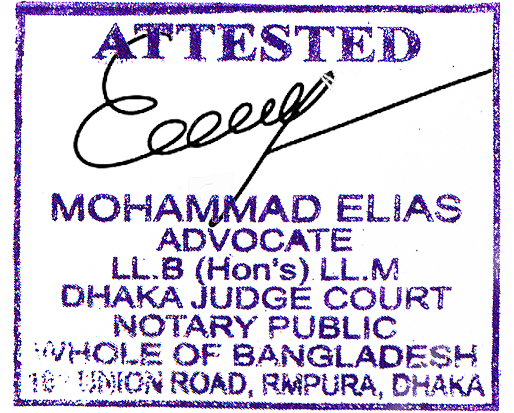 ATTESTED
MOHAMMAD ELIAS
ADVOCATE
LL.B (Hon's) LL.M
DHAKA JUDGE COURT
NOTARY PUBLIC
WHOLE OF BANGLADESH
UNION ROAD, RMPURA, DHAKA